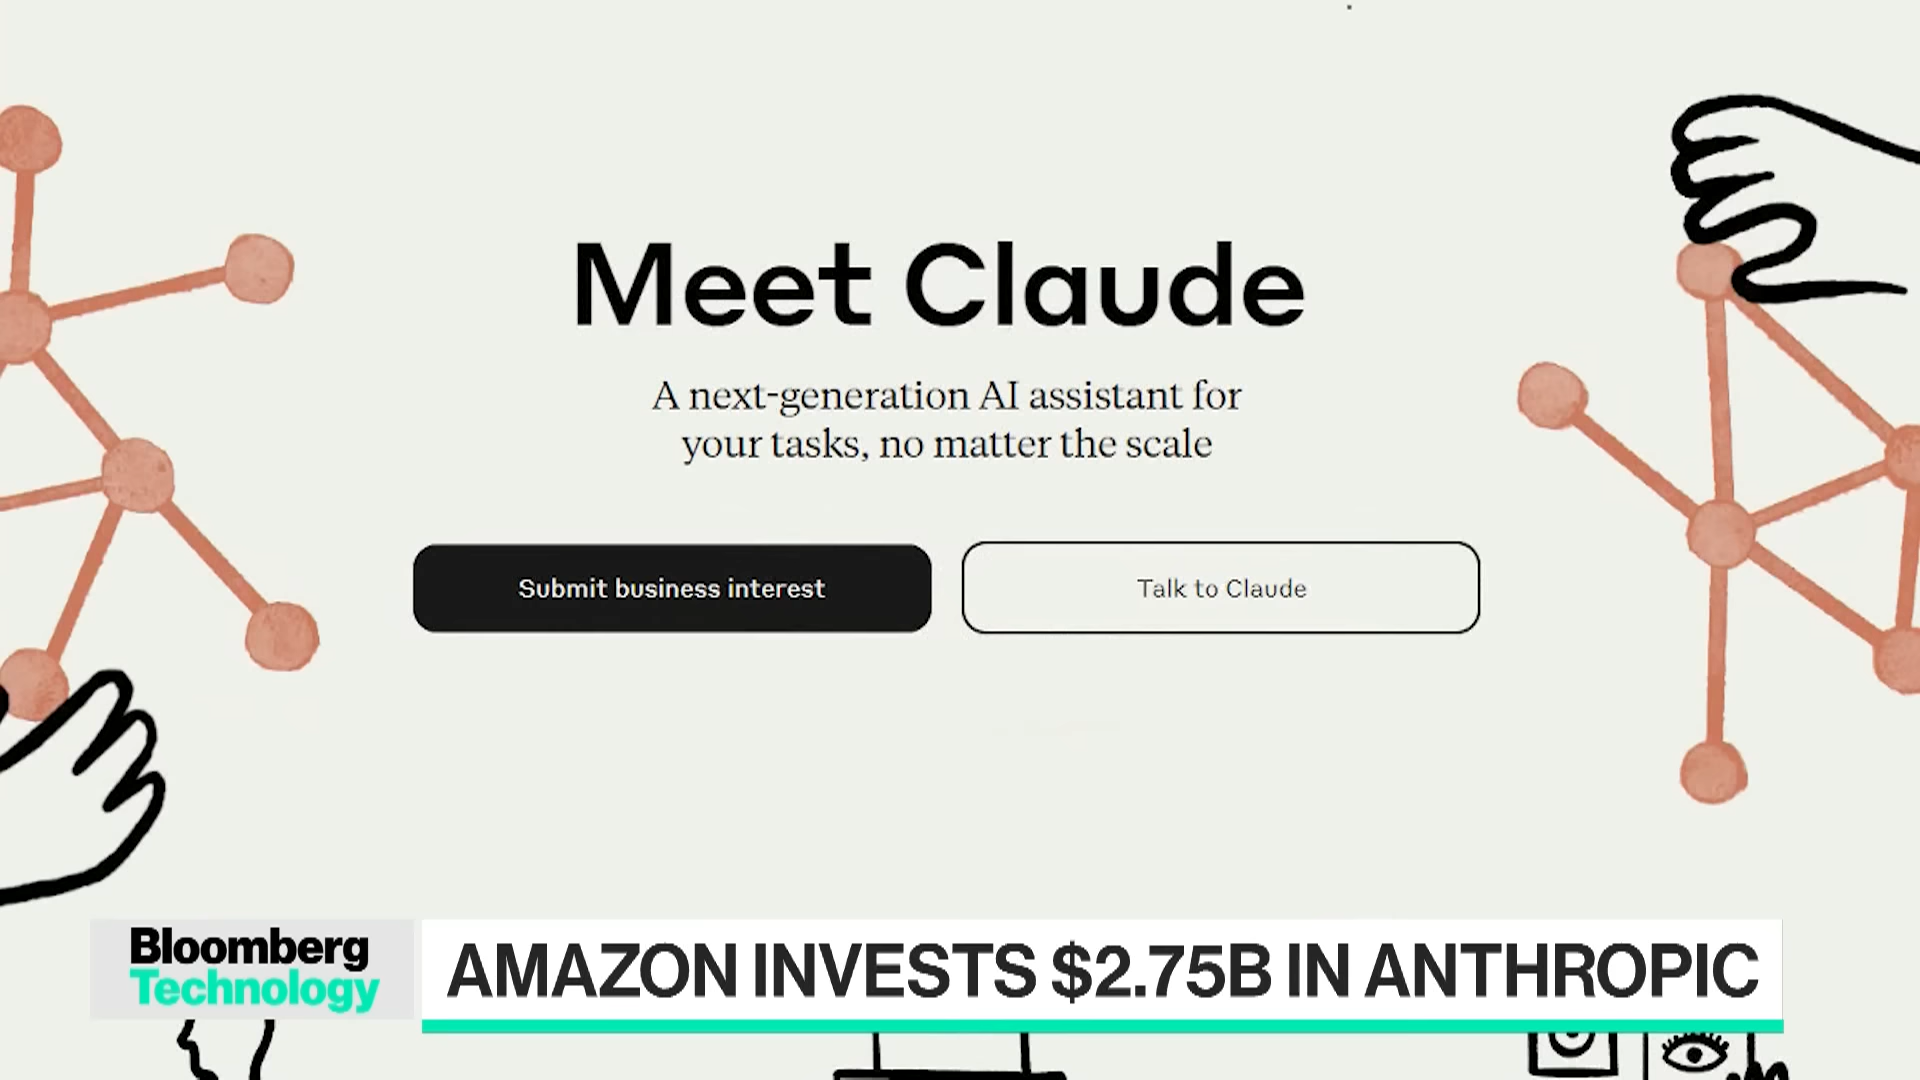 Meet Claude
A next-generation AI assistant for
your tasks, no matter the scale
Submit business interest
Talk to Claude
Bloomberg
Technology
AMAZON INVESTS $2.75B IN ANTHROPIC